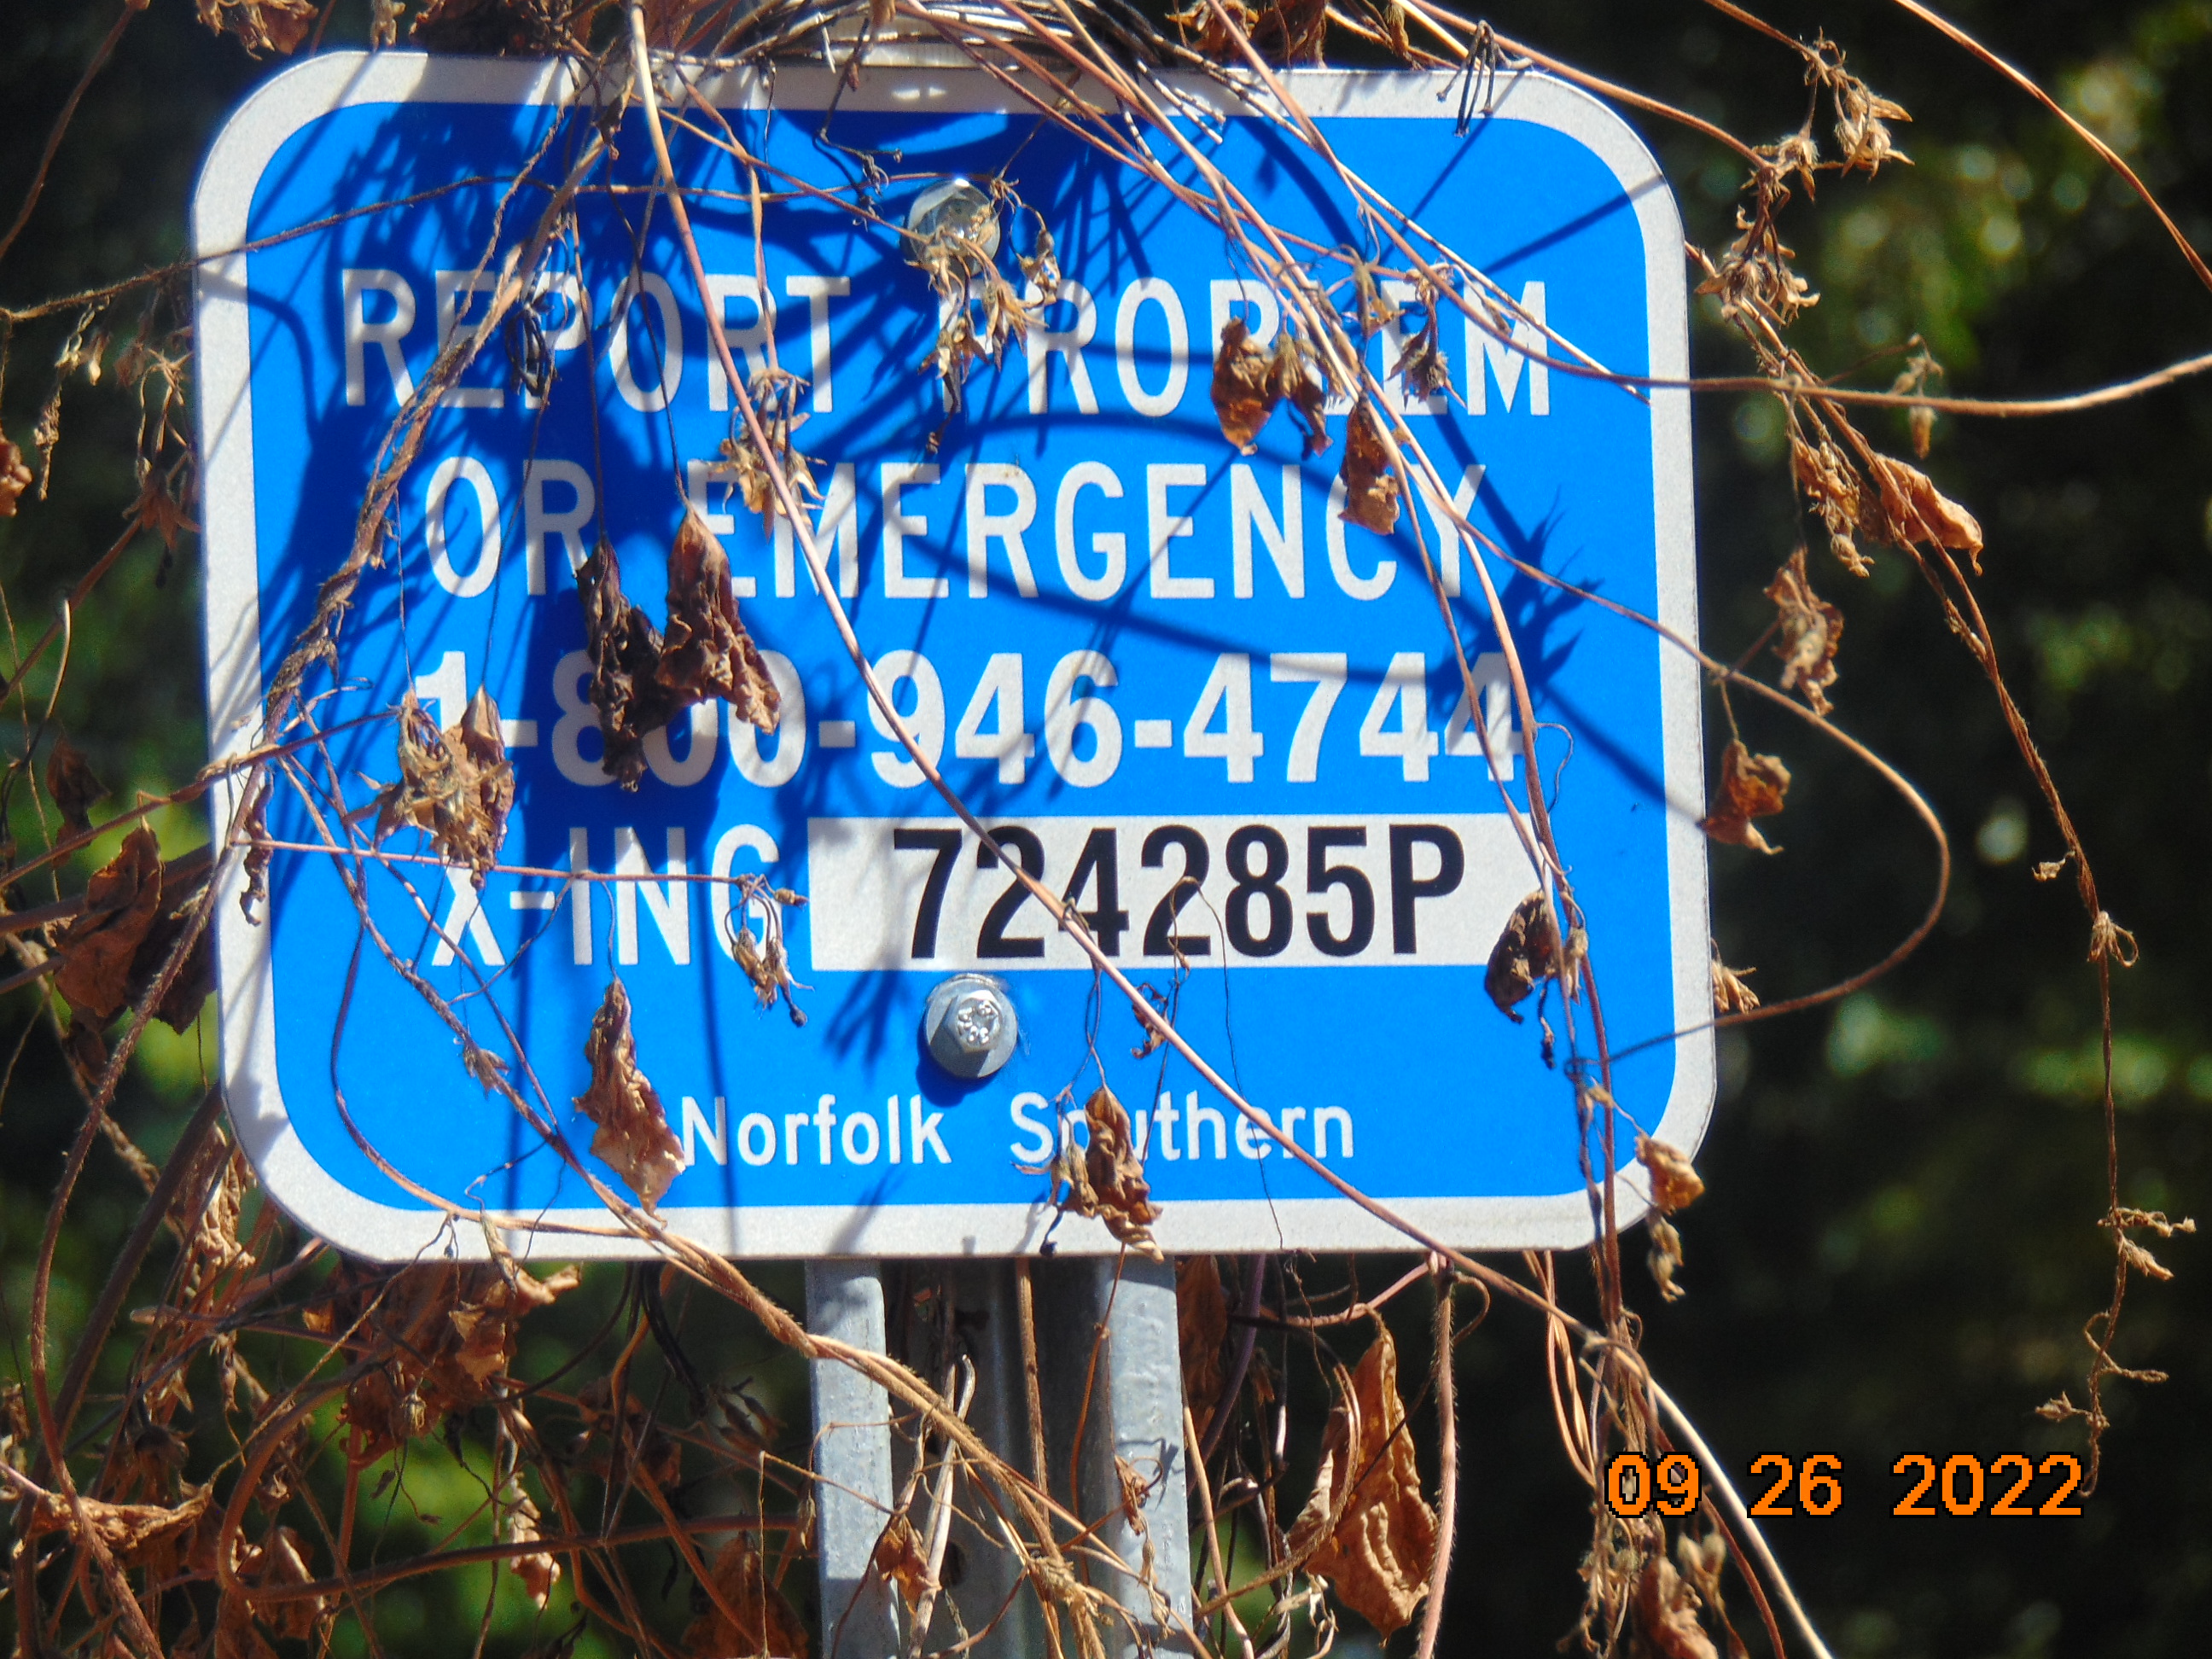 REPORT PROBLEM
OR EMERGENCY
1-800-946-4744
X-ING 724285P
Norfolk Southern
09 26 2022